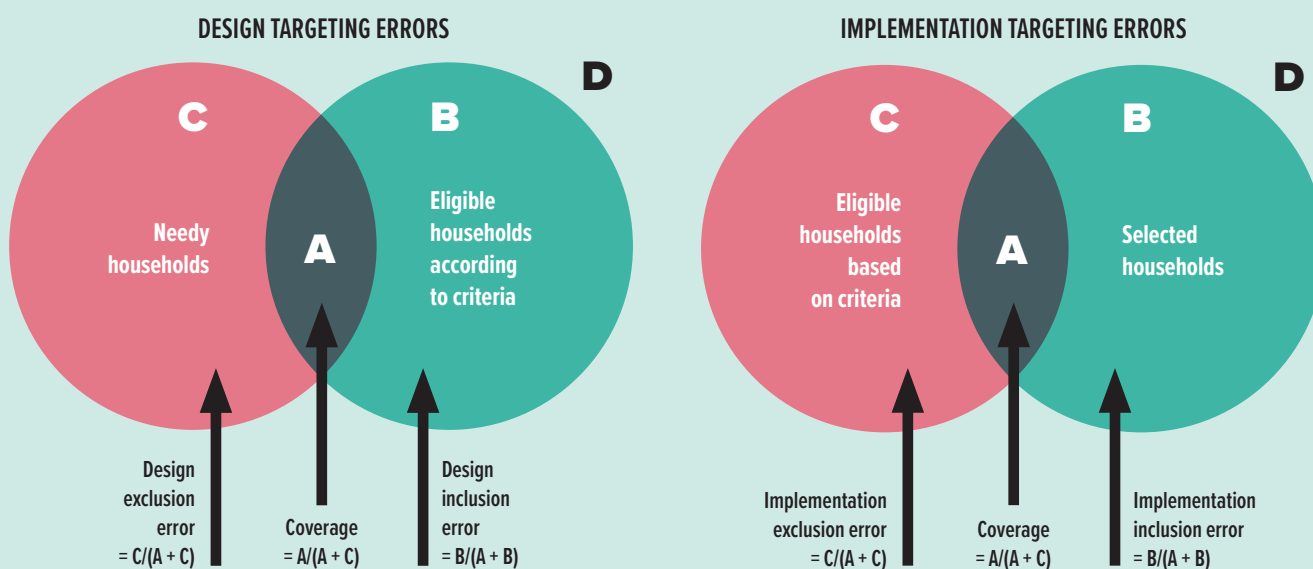 DESIGN TARGETING ERRORS
C
B
D
Needy
households
A
Eligible
households
according
to criteria
Design
exclusion
error
= C/(A + C)
Coverage
= A/(A + C)
Design
inclusion
error
= B/(A + B)
IMPLEMENTATION TARGETING ERRORS
C
B
D
Eligible
households
based
on criteria
A
Selected
households
Implementation
exclusion error
= C/(A + C)
Coverage
= A/(A + C)
Implementation
inclusion error
= B/(A + B)